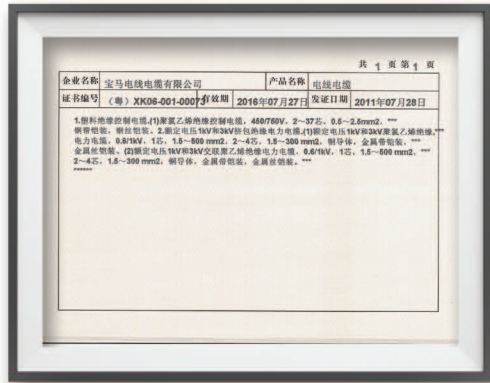 共 1 页 第 1 页
企业名称 宝马电线电缆有限公司 产品名称 电线电缆
证书编号 （粤）XK06-001-00073 有效期 2016年07月27日 发证日期 2011年07月28日
1.塑料绝缘控制电缆,(1)聚氯乙烯绝缘控制电缆，450/750V，2～37芯，0.5～2.5mm2，***
钢带铠装，钢丝铠装。2.额定电压1kV和3kV挤包绝缘电力电缆,(1)额定电压1kV和3kV聚氯乙烯绝缘,***
电力电缆，0.6/1kV，1芯，1.5～500 mm2，2～4芯，1.5～300 mm2，铜导体，金属带铠装，***
金属丝铠装。(2)额定电压1kV和3kV交联聚乙烯绝缘电力电缆，0.6/1kV，1芯，1.5～500 mm2，***
2～4芯，1.5～300 mm2，铜导体，金属带铠装，金属丝铠装。***
******